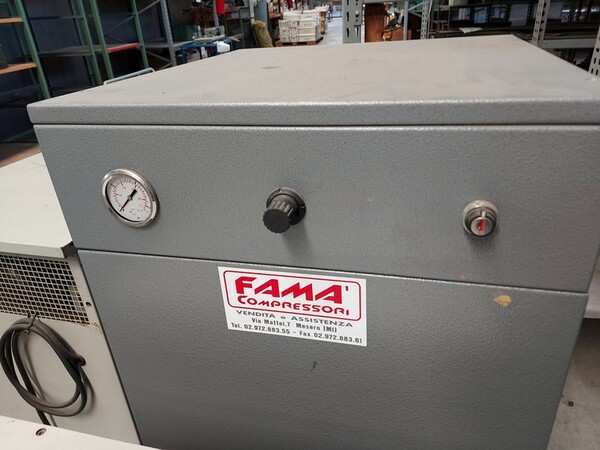 FAMA'
COMPRESSORI
VENDITA e ASSISTENZA
Via Mattei,7 Mesero (MI)
Tel. 02.972.883.55 - Fax 02.972.883.61